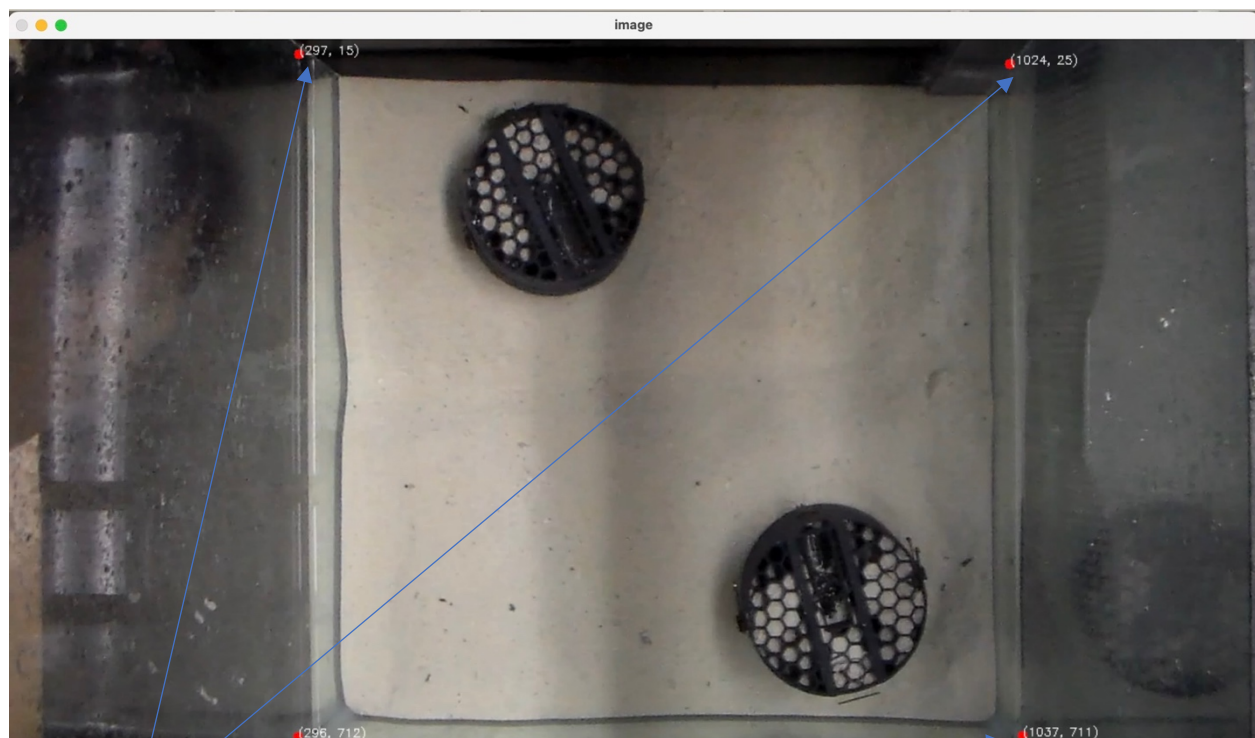 image
(297, 15)
(1024, 25)
(296, 712)
(1037, 711)